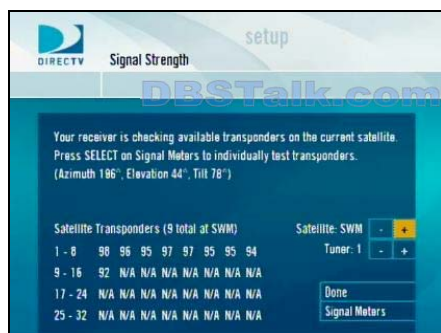 setup
DIRECTV
Signal Strength
DBSTalk.com
Your receiver is checking available transponders on the current satellite.
Press SELECT on Signal Meters to individually test transponders.
(Azimuth 186°, Elevation 44°, Tilt 78°)
Satellite Transponders (9 total at SWM)
Satellite: SWM - +
1 - 8 98 96 95 97 97 95 95 94
Tuner: 1 - +
9 - 16 92 N/A N/A N/A N/A N/A N/A N/A
17 - 24 N/A N/A N/A N/A N/A N/A N/A N/A
Done
25 - 32 N/A N/A N/A N/A N/A N/A N/A N/A
Signal Meters